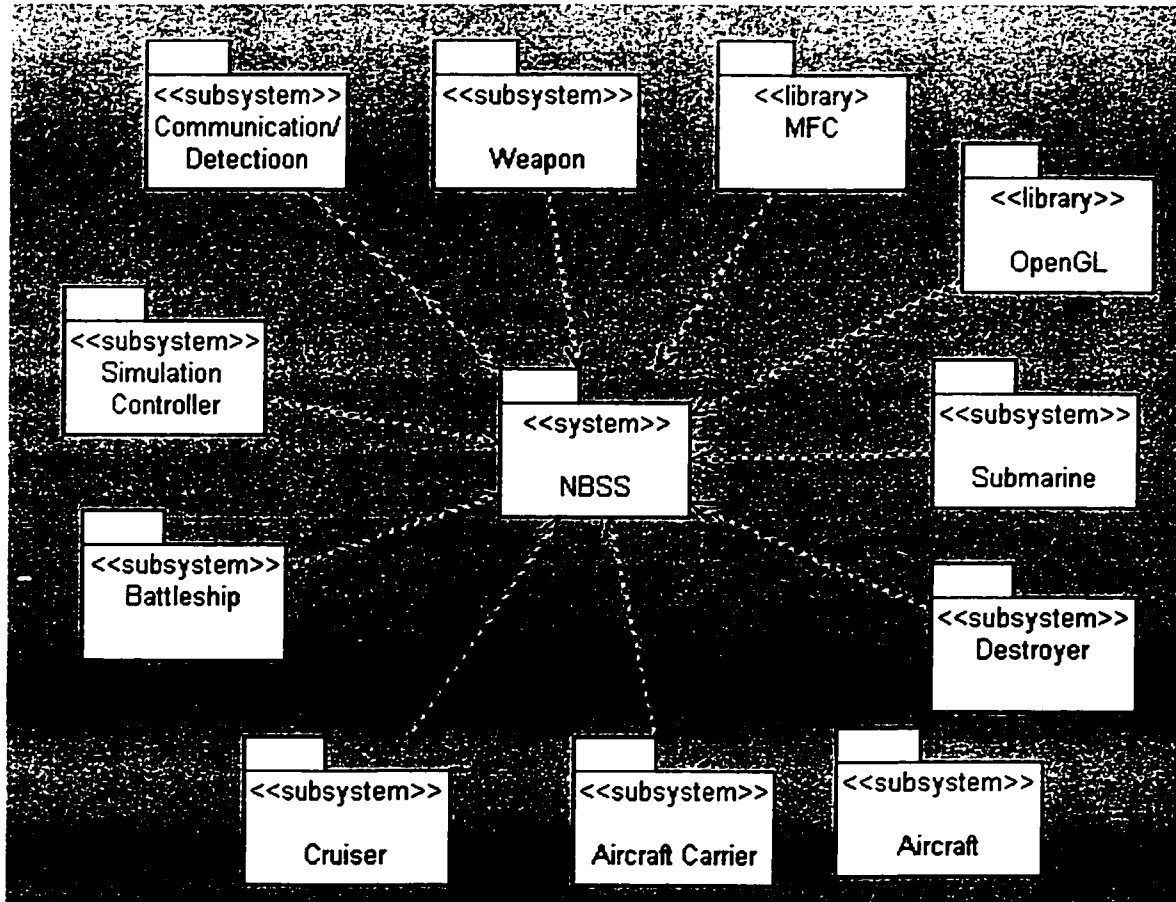 <<subsystem>>
Communication/
Detectioon
<<subsystem>>
Weapon
<<library>
MFC
<<library>>
OpenGL
<<subsystem>>
Simulation
Controller
<<system>>
NBSS
<<subsystem>>
Submarine
<<subsystem>>
Battleship
<<subsystem>>
Destroyer
<<subsystem>>
Cruiser
<<subsystem>>
Aircraft Carrier
<<subsystem>>
Aircraft